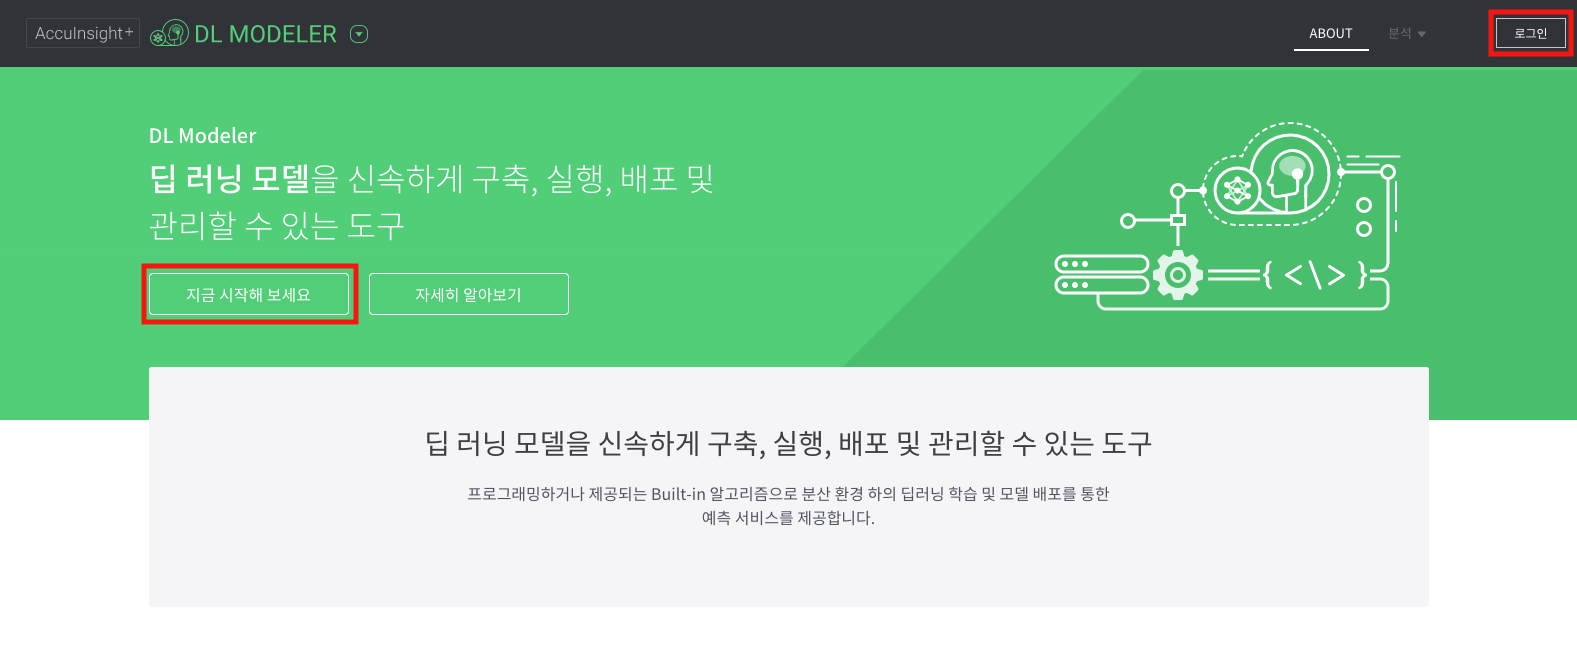 AccuInsight+
DL MODELER
ABOUT
분석
로그인
DL Modeler
딥 러닝 모델을 신속하게 구축, 실행, 배포 및
관리할 수 있는 도구
지금 시작해 보세요
자세히 알아보기
딥 러닝 모델을 신속하게 구축, 실행, 배포 및 관리할 수 있는 도구
프로그래밍하거나 제공되는 Built-in 알고리즘으로 분산 환경 하의 딥러닝 학습 및 모델 배포를 통한
예측 서비스를 제공합니다.